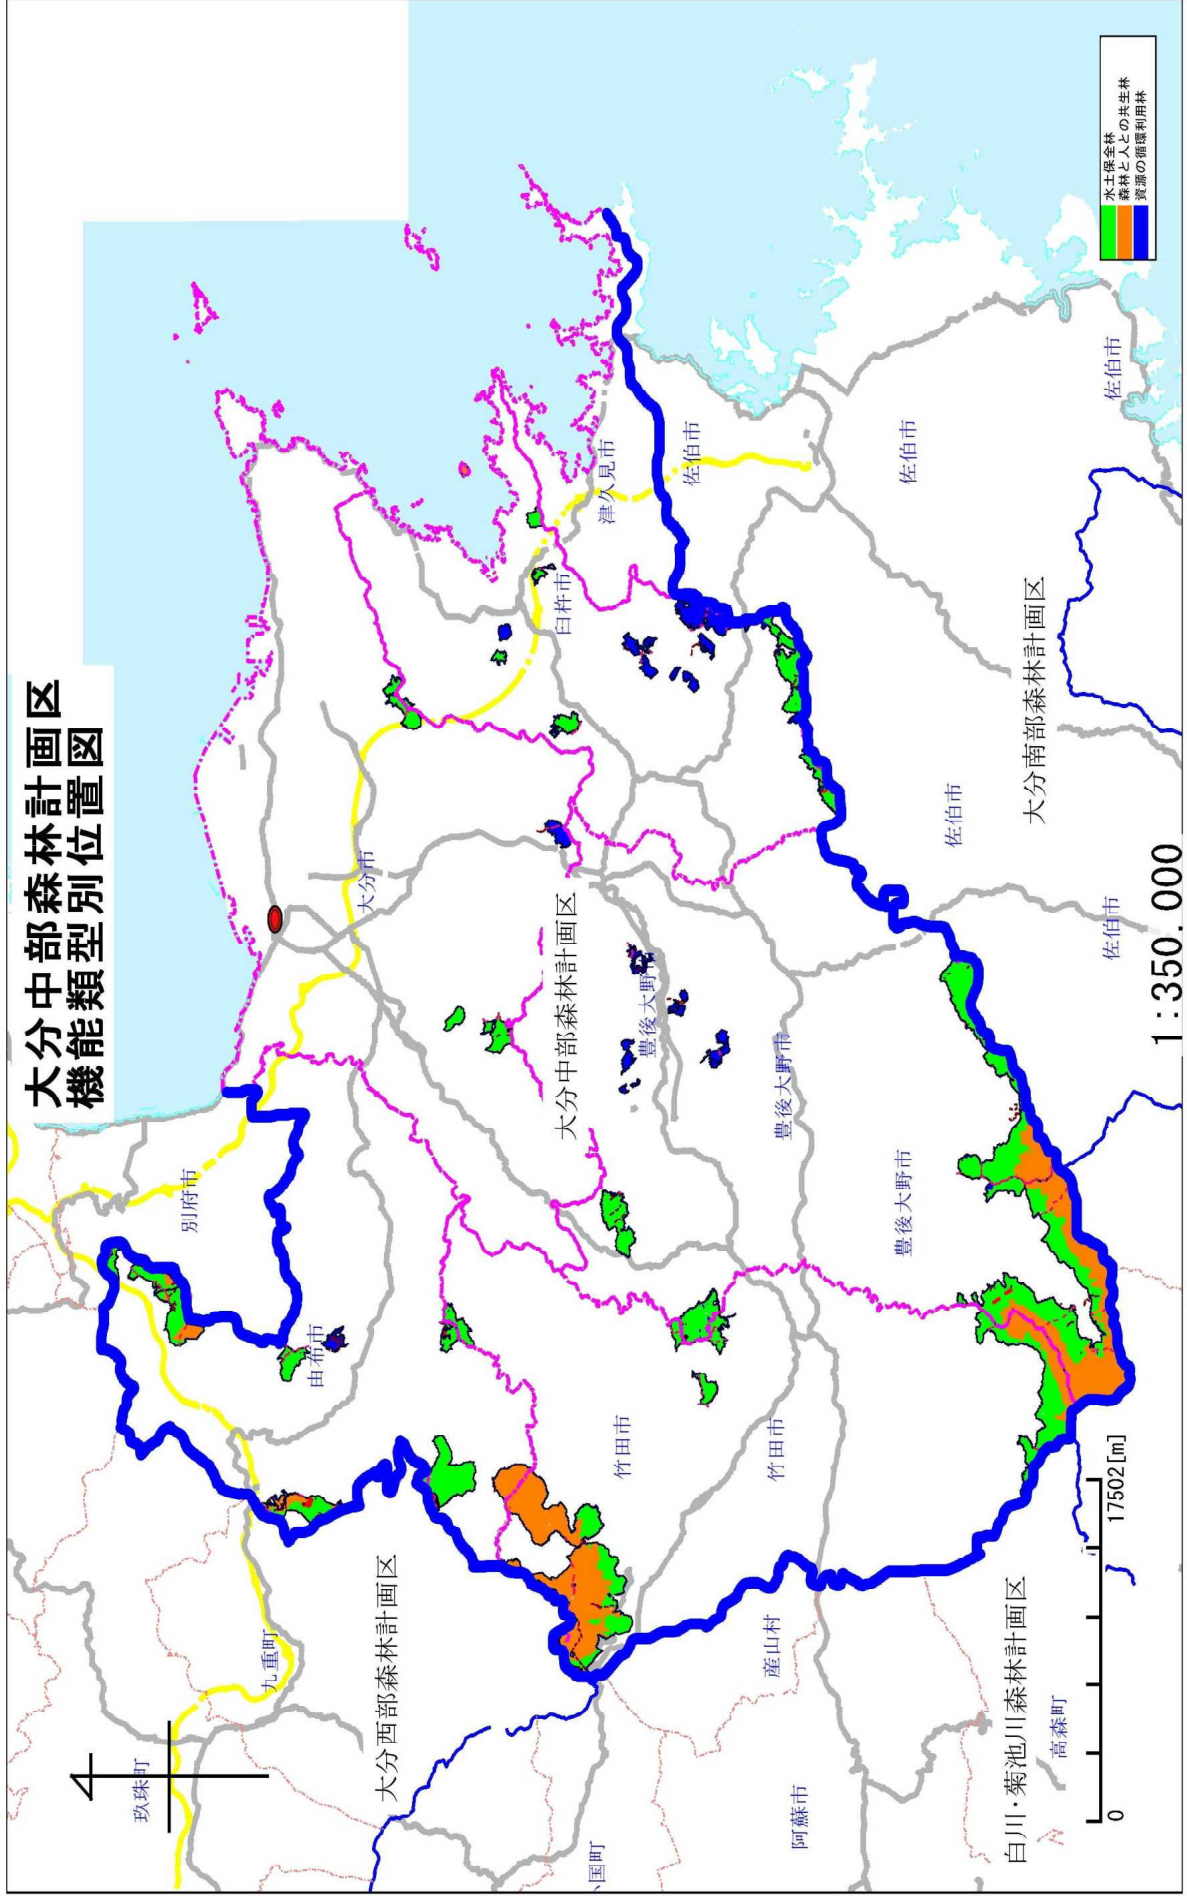 大分中部森林計画区
機能類型別位置図
水土保全林
森林と人との共生林
資源の循環利用林
玖珠町
九重町
別府市
由布市
大分市
臼杵市
津久見市
佐伯市
佐伯市
佐伯市
大分西部森林計画区
大分中部森林計画区
豊後大野市
豊後大野市
豊後大野市
竹田市
竹田市
大分南部森林計画区
佐伯市
佐伯市
産山村
阿蘇市
国町
白川・菊池川森林計画区
高森町
0
17502[m]
1:350.000